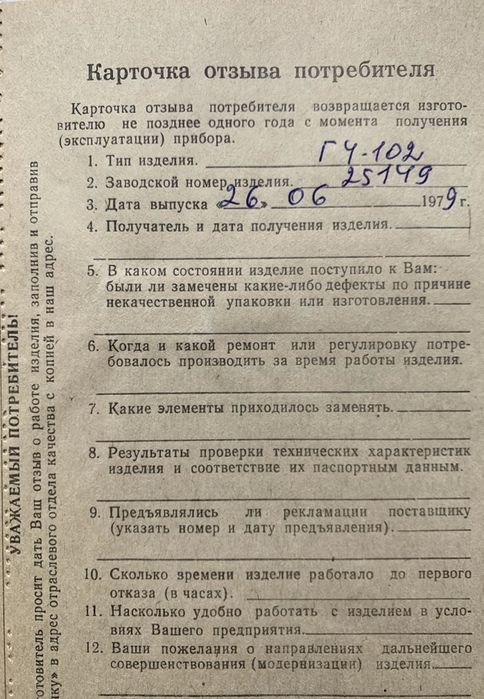 Карточка отзыва потребителя
Карточка отзыва потребителя возвращается изгото-
вителю не позднее одного года с момента получения
(эксплуатации) прибора.
1. Тип изделия. Г4-102
2. Заводской номер изделия. 25149
3. Дата выпуска «26» 06 1979 г.
4. Получатель и дата получения изделия.
5. В каком состоянии изделие поступило к Вам:
были ли замечены какие-либо дефекты по причине
некачественной упаковки или изготовления.
6. Когда и какой ремонт или регулировку потре-
бовалось производить за время работы изделия.
7. Какие элементы приходилось заменять.
8. Результаты проверки технических характеристик
изделия и соответствие их паспортным данным.
9. Предъявлялись ли рекламации поставщику
(указать номер и дату предъявления).
10. Сколько времени изделие работало до первого
отказа (в часах).
11. Насколько удобно работать с изделием в усло-
виях Вашего предприятия.
12. Ваши пожелания о направлениях дальнейшего
совершенствования (модернизации) изделия.
УВАЖАЕМЫЙ ПОТРЕБИТЕЛЬ!
отовитель просит дать Ваш отзыв о работе изделия, заполнив и отправив
ку» в адрес отраслевого отдела качества с копией в наш адрес.